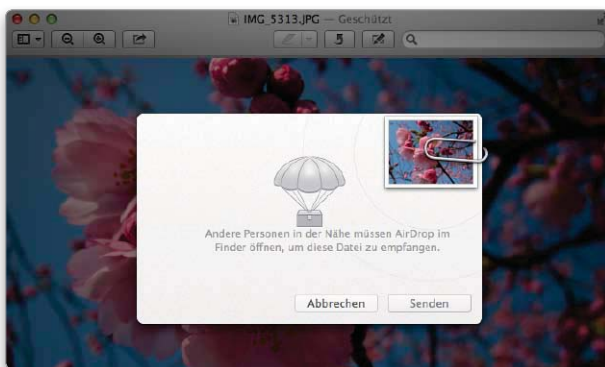 IMG_5313.JPG — Geschützt
Andere Personen in der Nähe müssen AirDrop im
Finder öffnen, um diese Datei zu empfangen.
Abbrechen Senden